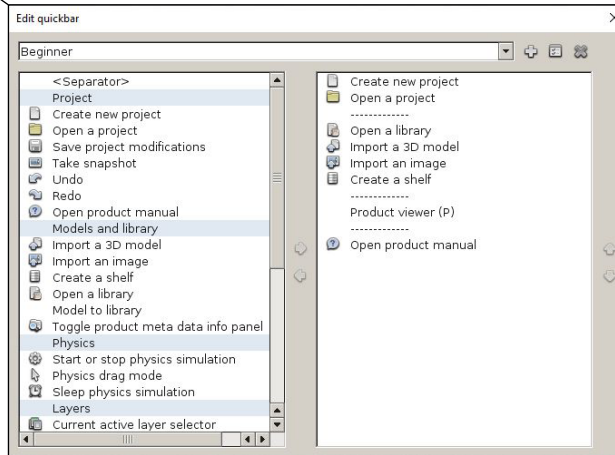 Edit quickbar
Beginner
<Separator>
Project
Create new project
Open a project
Save project modifications
Take snapshot
Undo
Redo
Open product manual
Models and library
Import a 3D model
Import an image
Create a shelf
Open a library
Model to library
Toggle product meta data info panel
Physics
Start or stop physics simulation
Physics drag mode
Sleep physics simulation
Layers
Current active layer selector
Create new project
Open a project
-------------
Open a library
Import a 3D model
Import an image
Create a shelf
-------------
Product viewer (P)
-------------
Open product manual